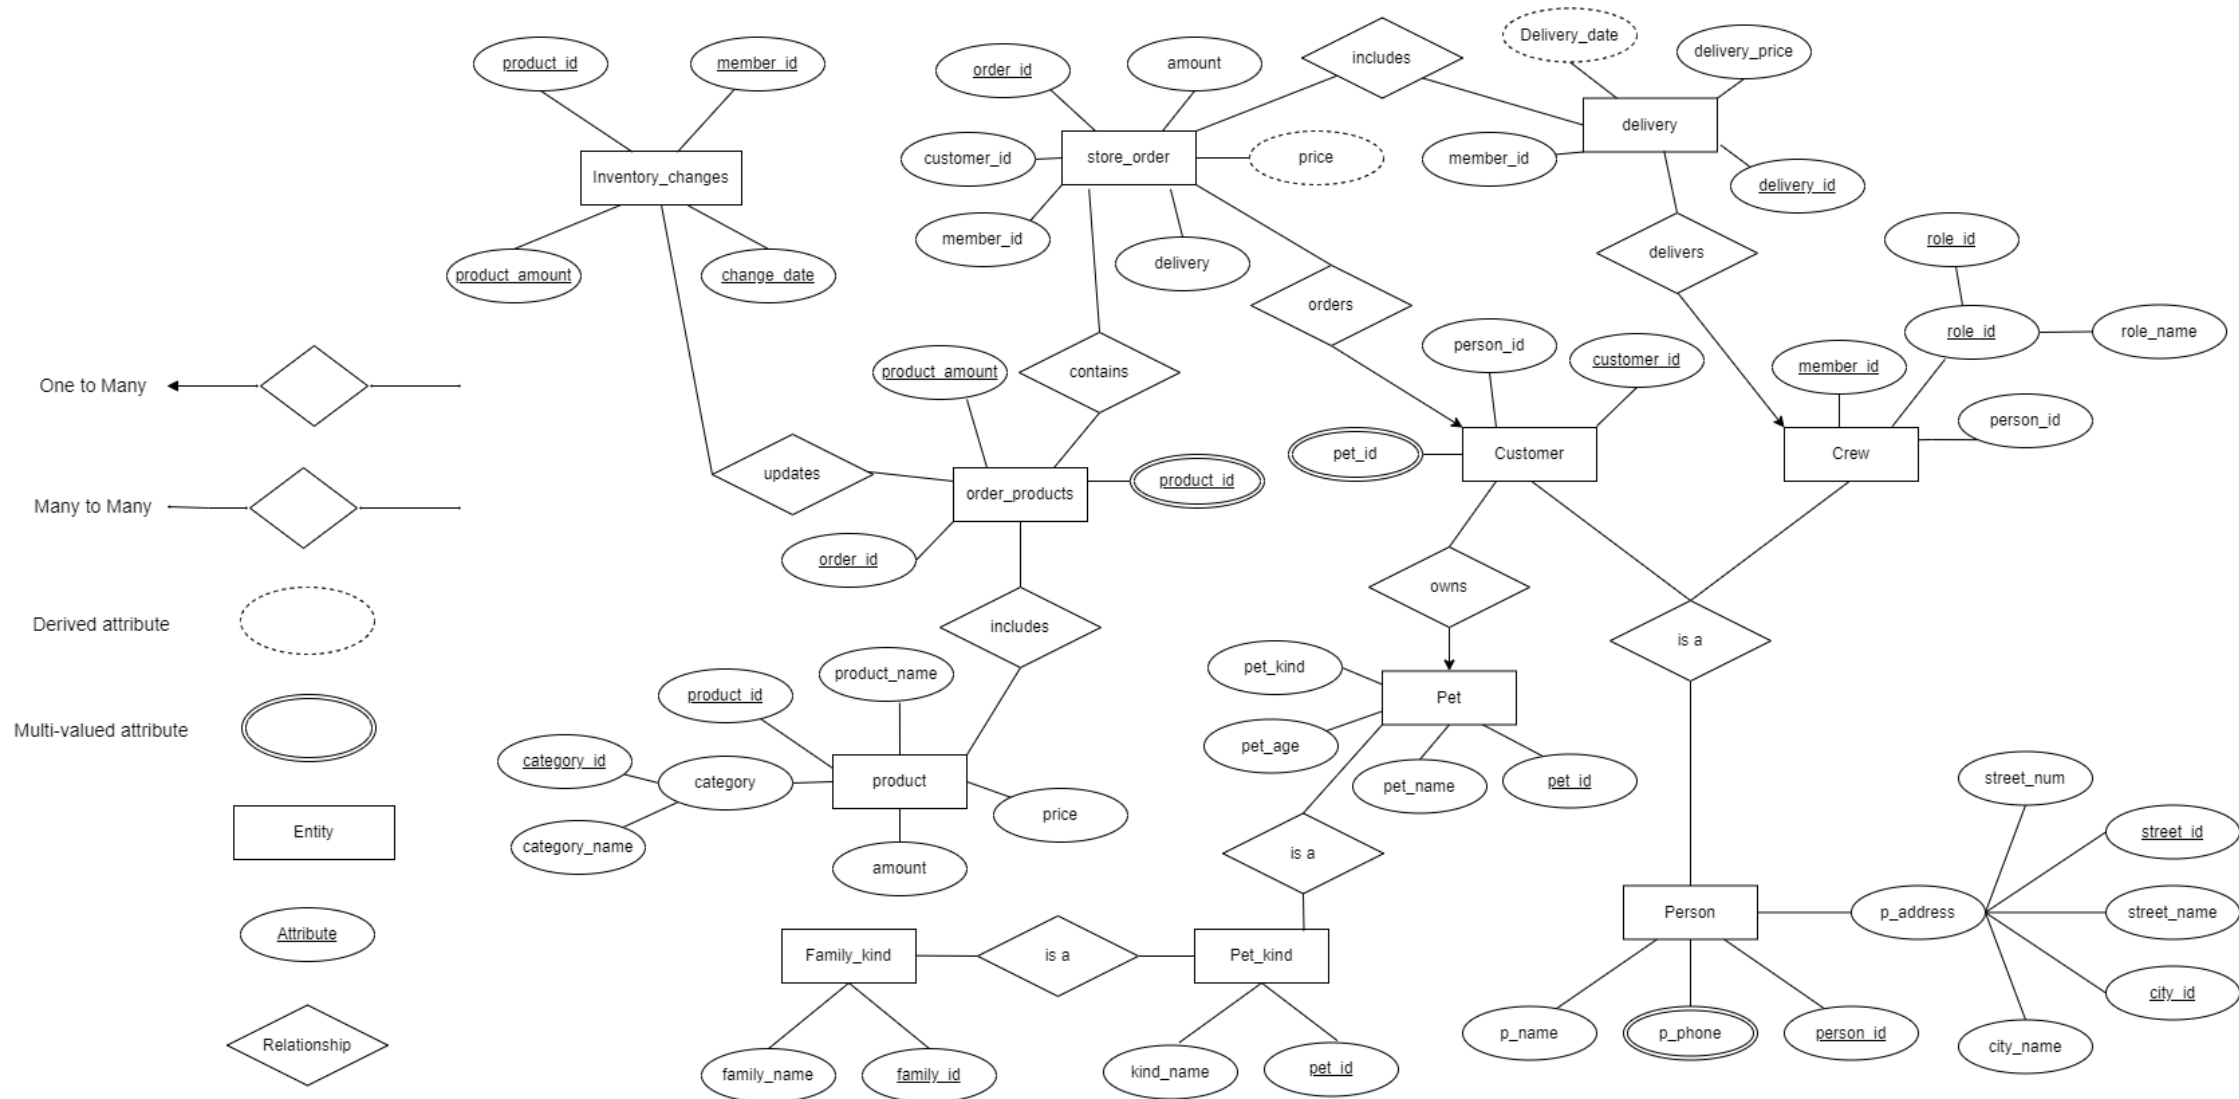 Delivery_date
product_id
member_id
order_id
amount
includes
delivery_price
delivery
customer_id
store_order
price
member_id
delivery_id
Inventory_changes
member_id
delivery
delivers
role_id
product_amount
change_date
orders
role_id
role_name
person_id
customer_id
member_id
One to Many
product_amount
contains
person_id
pet_id
Customer
Crew
updates
order_products
product_id
Many to Many
order_id
owns
Derived attribute
includes
is a
product_id
product_name
pet_kind
Pet
Multi-valued attribute
category_id
category
product
pet_age
pet_name
pet_id
street_num
category_name
price
Entity
amount
is a
street_id
Attribute
Person
p_address
street_name
Family_kind
is a
Pet_kind
city_id
Relationship
p_name
p_phone
person_id
city_name
family_name
family_id
kind_name
pet_id